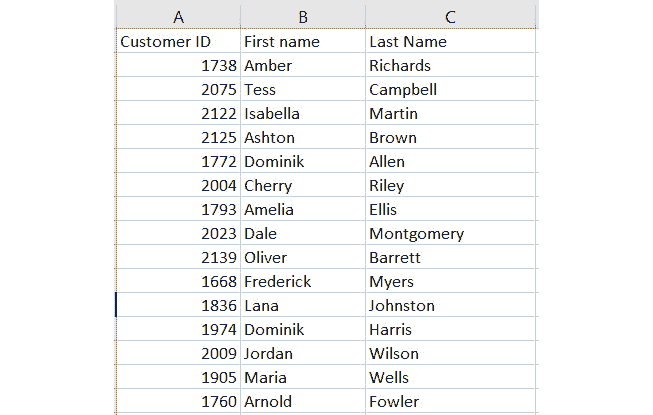 A B C
Customer ID First name Last Name
1738 Amber Richards
2075 Tess Campbell
2122 Isabella Martin
2125 Ashton Brown
1772 Dominik Allen
2004 Cherry Riley
1793 Amelia Ellis
2023 Dale Montgomery
2139 Oliver Barrett
1668 Frederick Myers
1836 Lana Johnston
1974 Dominik Harris
2009 Jordan Wilson
1905 Maria Wells
1760 Arnold Fowler